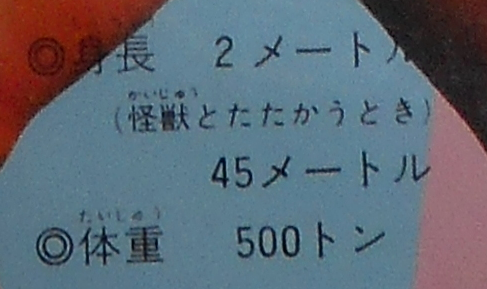 ◎身長 2メートル
かいじゅう
(怪獣とたたかうとき)
45メートル
たいじゅう
◎体重 500トン